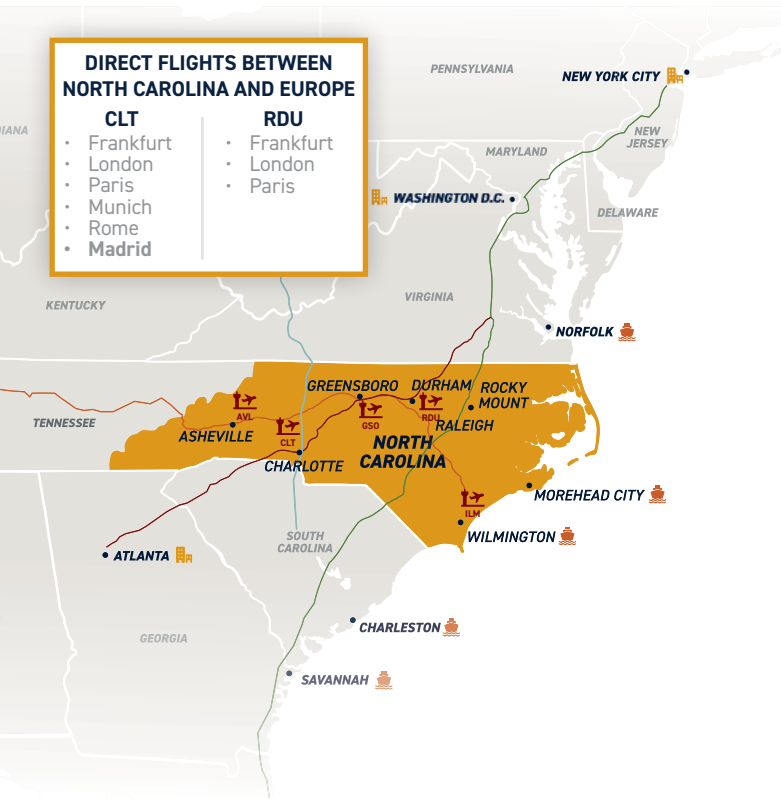 DIRECT FLIGHTS BETWEEN
NORTH CAROLINA AND EUROPE
CLT
• Frankfurt
• London
• Paris
• Munich
• Rome
• Madrid
RDU
• Frankfurt
• London
• Paris
PENNSYLVANIA
NEW YORK CITY
IANA
NEW
JERSEY
MARYLAND
WASHINGTON D.C.
DELAWARE
KENTUCKY
VIRGINIA
NORFOLK
GREENSBORO
DURHAM
ROCKY
MOUNT
TENNESSEE
AVL
GSO
RDU
RALEIGH
ASHEVILLE
CLT
NORTH
CAROLINA
CHARLOTTE
MOREHEAD CITY
ILM
WILMINGTON
SOUTH
CAROLINA
ATLANTA
CHARLESTON
GEORGIA
SAVANNAH